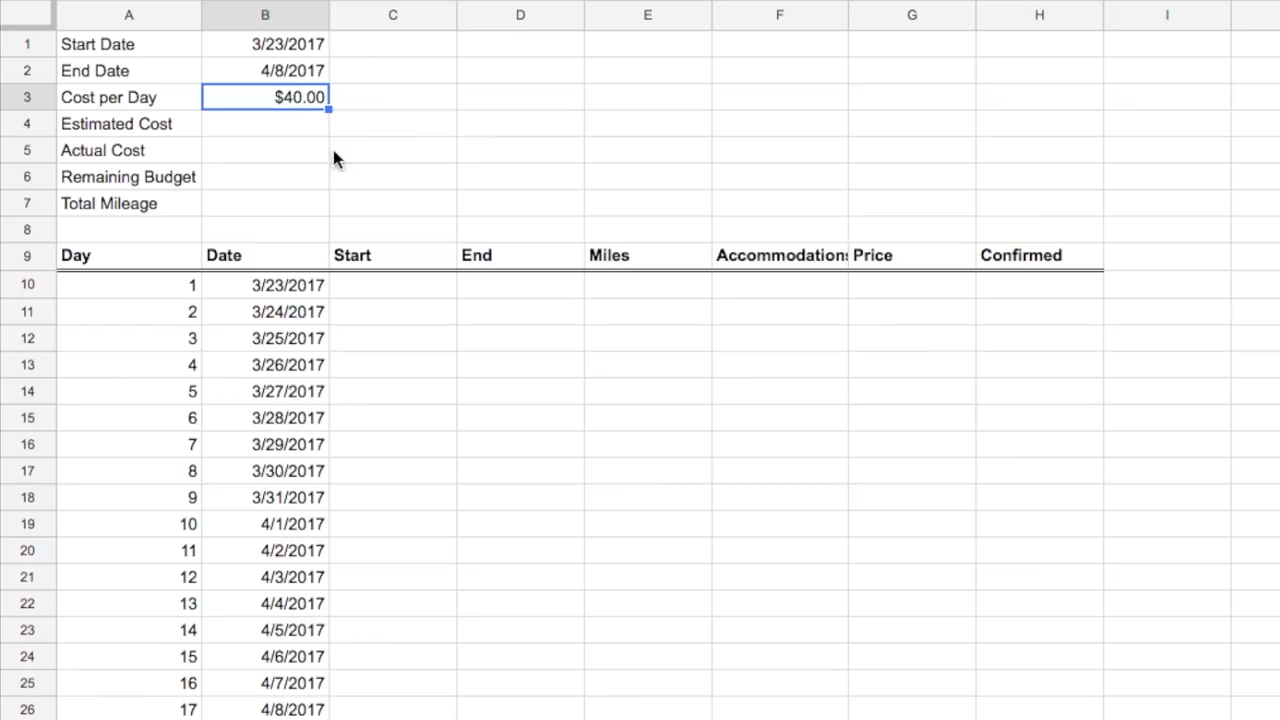 A B C D E F G H I
1 Start Date 3/23/2017
2 End Date 4/8/2017
3 Cost per Day $40.00
4 Estimated Cost
5 Actual Cost
6 Remaining Budget
7 Total Mileage
8
9 Day Date Start End Miles Accommodations Price Confirmed
10 1 3/23/2017
11 2 3/24/2017
12 3 3/25/2017
13 4 3/26/2017
14 5 3/27/2017
15 6 3/28/2017
16 7 3/29/2017
17 8 3/30/2017
18 9 3/31/2017
19 10 4/1/2017
20 11 4/2/2017
21 12 4/3/2017
22 13 4/4/2017
23 14 4/5/2017
24 15 4/6/2017
25 16 4/7/2017
26 17 4/8/2017